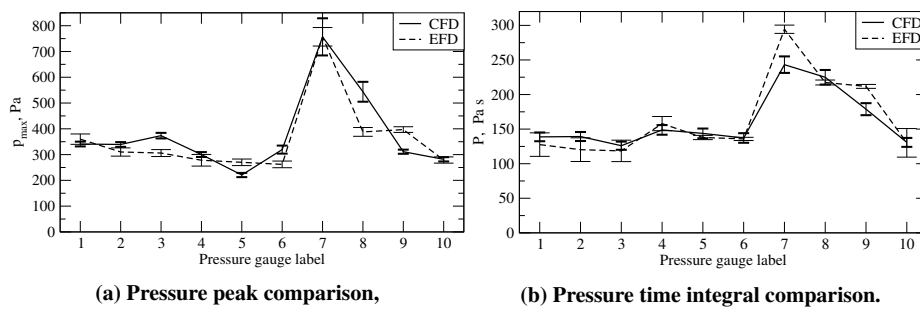 850
800
700
600
500
400
300
200
100
0
p_max, Pa
CFD
EFD
1 2 3 4 5 6 7 8 9 10
Pressure gauge label
(a) Pressure peak comparison,
300
250
200
150
100
50
0
P, Pa s
CFD
EFD
1 2 3 4 5 6 7 8 9 10
Pressure gauge label
(b) Pressure time integral comparison.